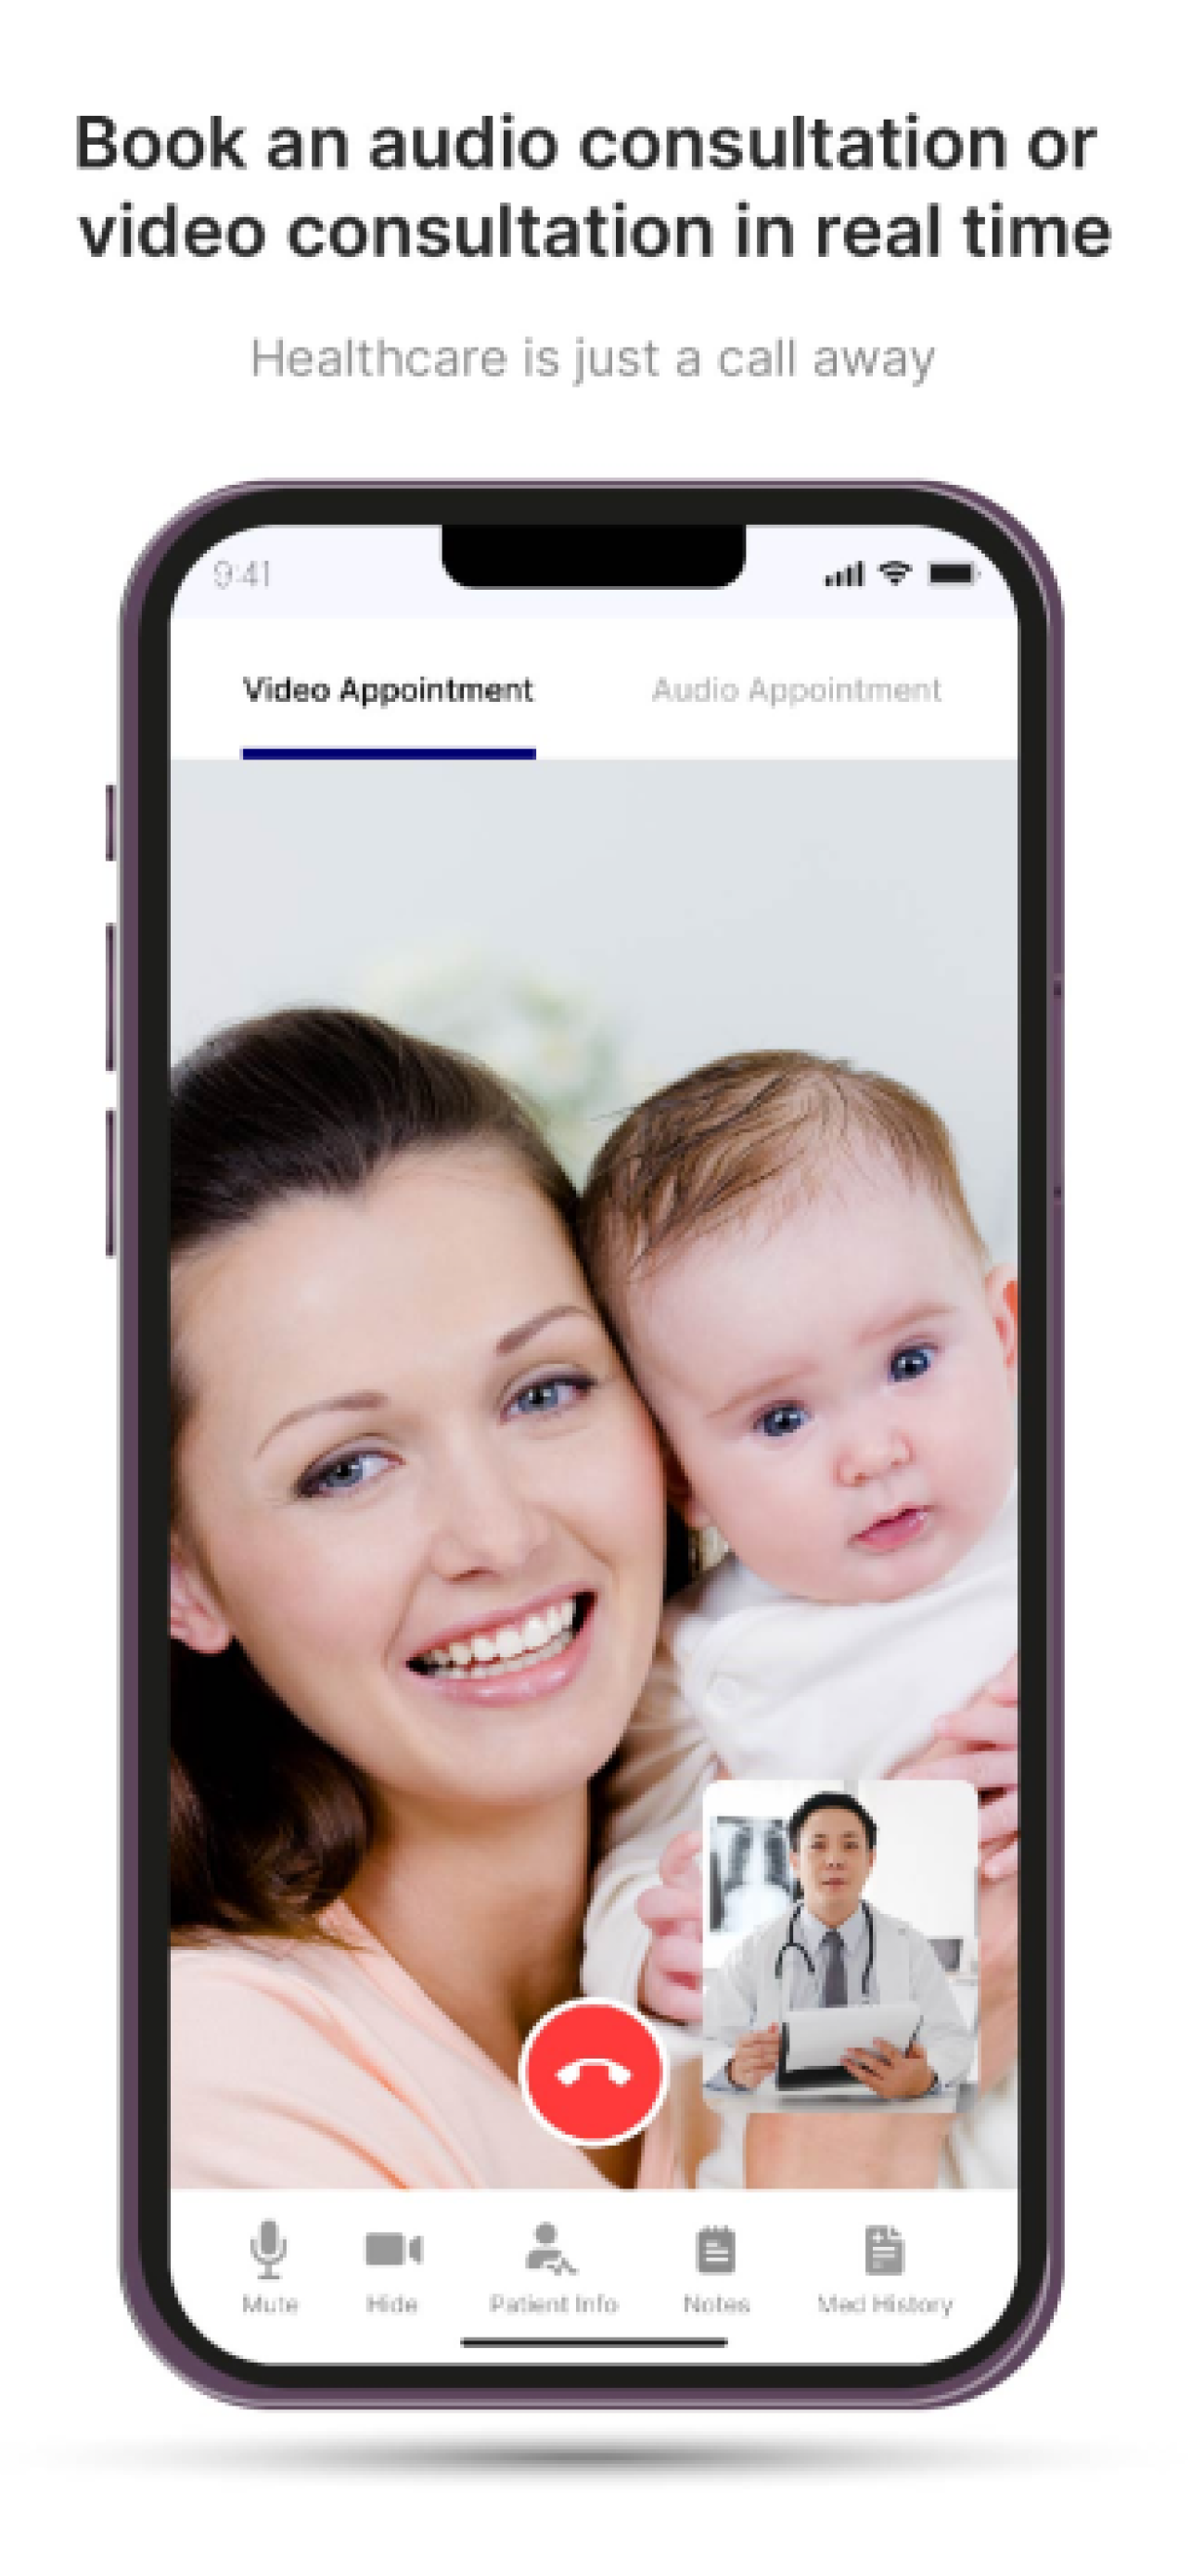 Book an audio consultation or
video consultation in real time
Healthcare is just a call away
9:41
Video Appointment Audio Appointment
Mute Hide Patient Info Notes Med History